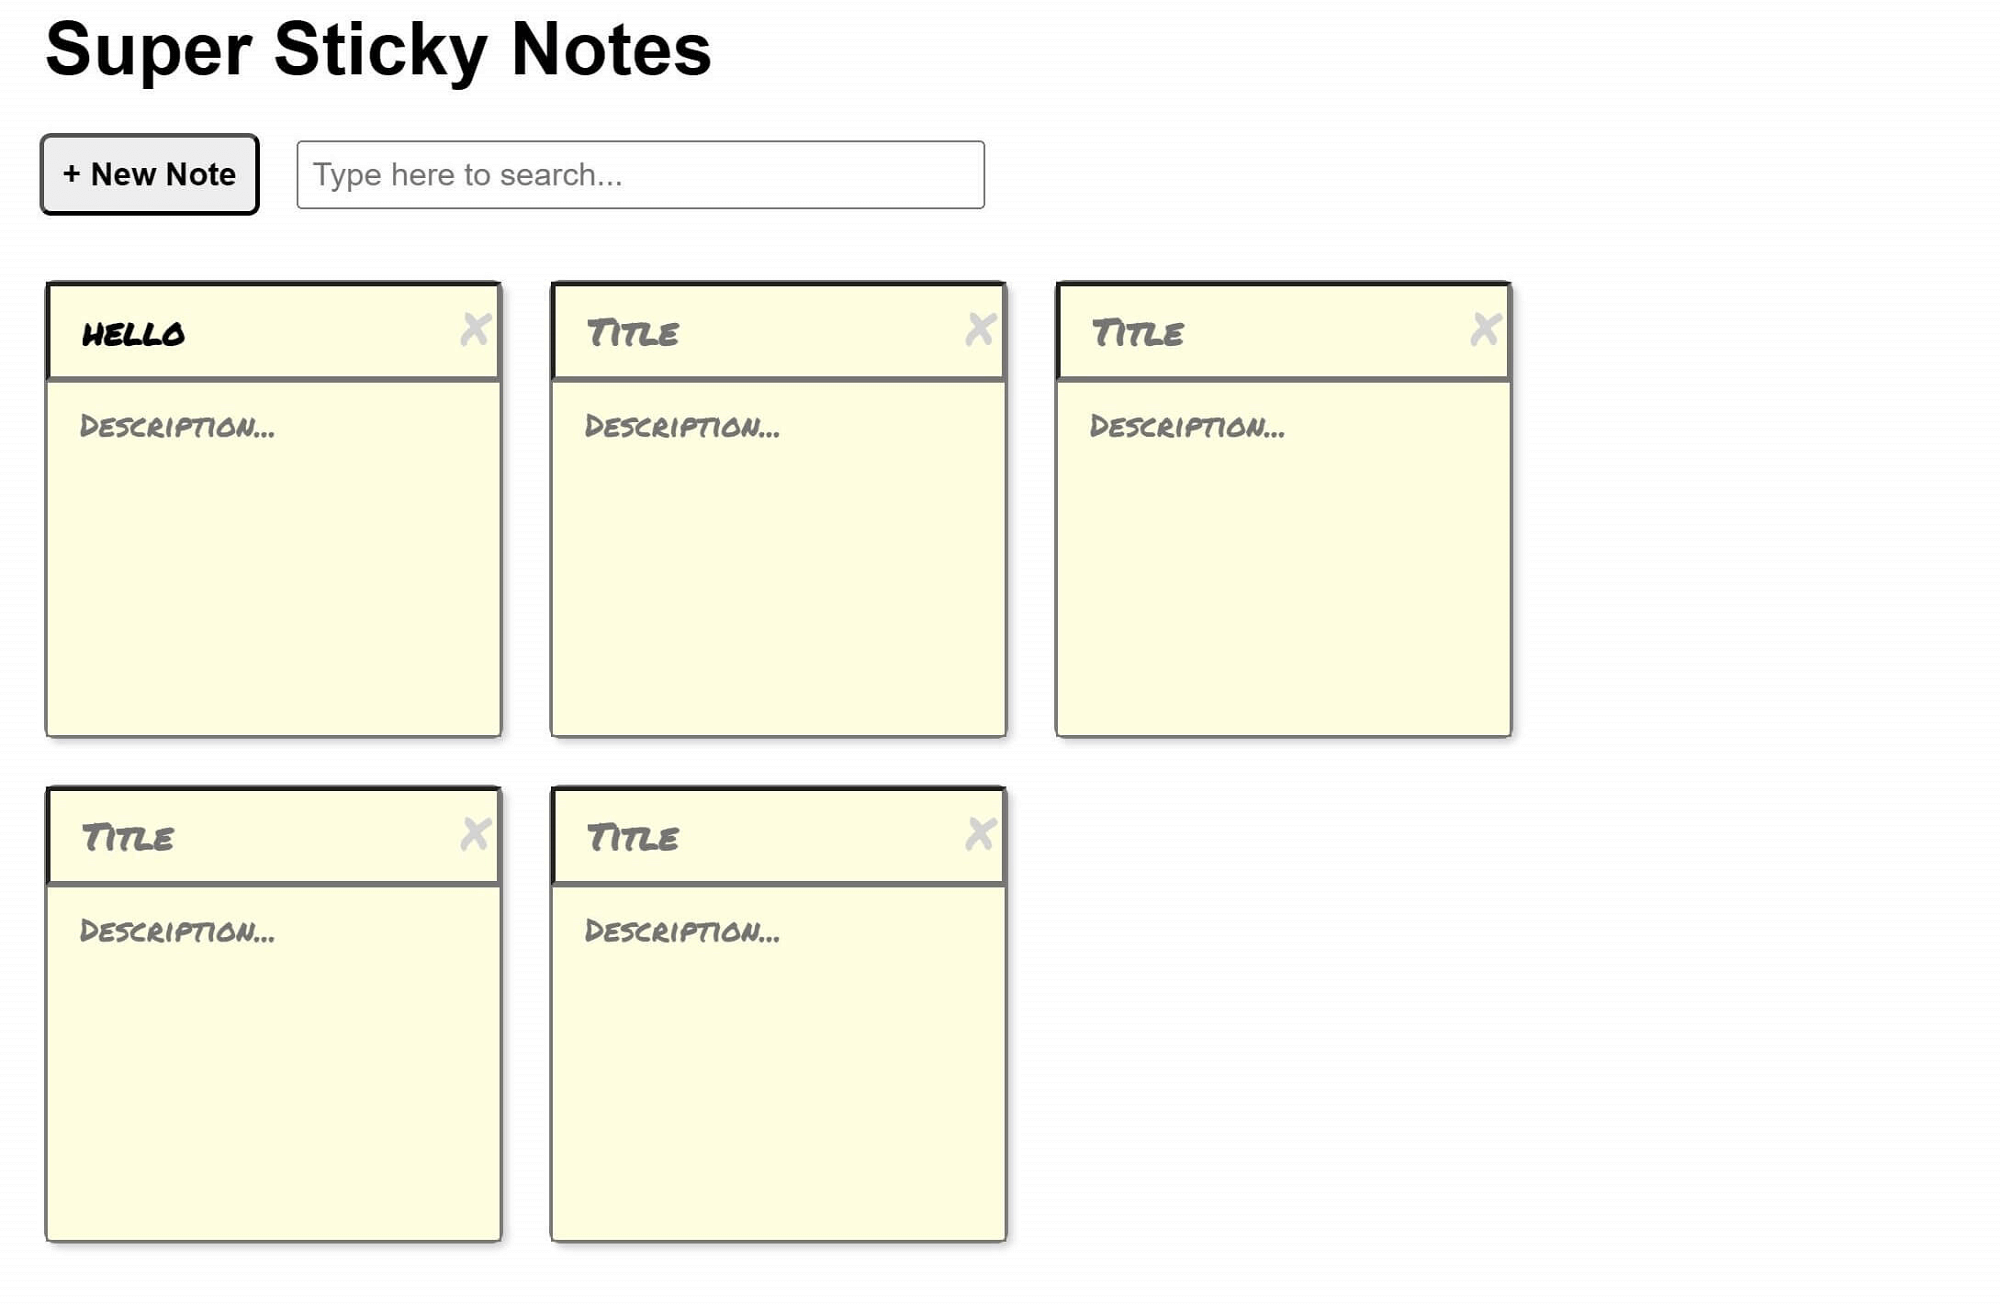 Super Sticky Notes
+ New Note
Type here to search...
HELLO
x
Title
x
Title
x
Description...
Description...
Description...
Title
x
Title
x
Description...
Description...